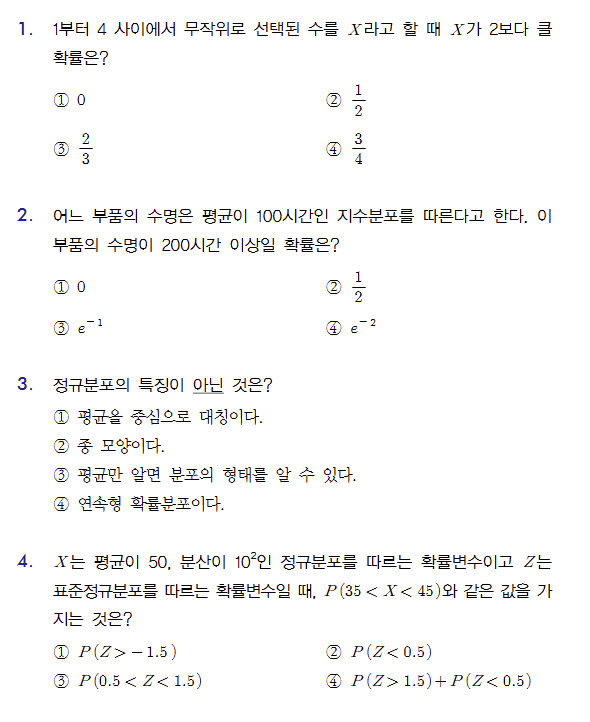 1. 1부터 4 사이에서 무작위로 선택된 수를 X라고 할 때 X가 2보다 클
확률은?
① 0 ② 1/2
③ 2/3 ④ 3/4
2. 어느 부품의 수명은 평균이 100시간인 지수분포를 따른다고 한다. 이
부품의 수명이 200시간 이상일 확률은?
① 0 ② 1/2
③ e⁻¹ ④ e⁻²
3. 정규분포의 특징이 아닌 것은?
① 평균을 중심으로 대칭이다.
② 종 모양이다.
③ 평균만 알면 분포의 형태를 알 수 있다.
④ 연속형 확률분포이다.
4. X는 평균이 50, 분산이 10²인 정규분포를 따르는 확률변수이고 Z는
표준정규분포를 따르는 확률변수일 때, P(35 < X < 45)와 같은 값을 가
지는 것은?
① P(Z > −1.5) ② P(Z < 0.5)
③ P(0.5 < Z < 1.5) ④ P(Z > 1.5) + P(Z < 0.5)